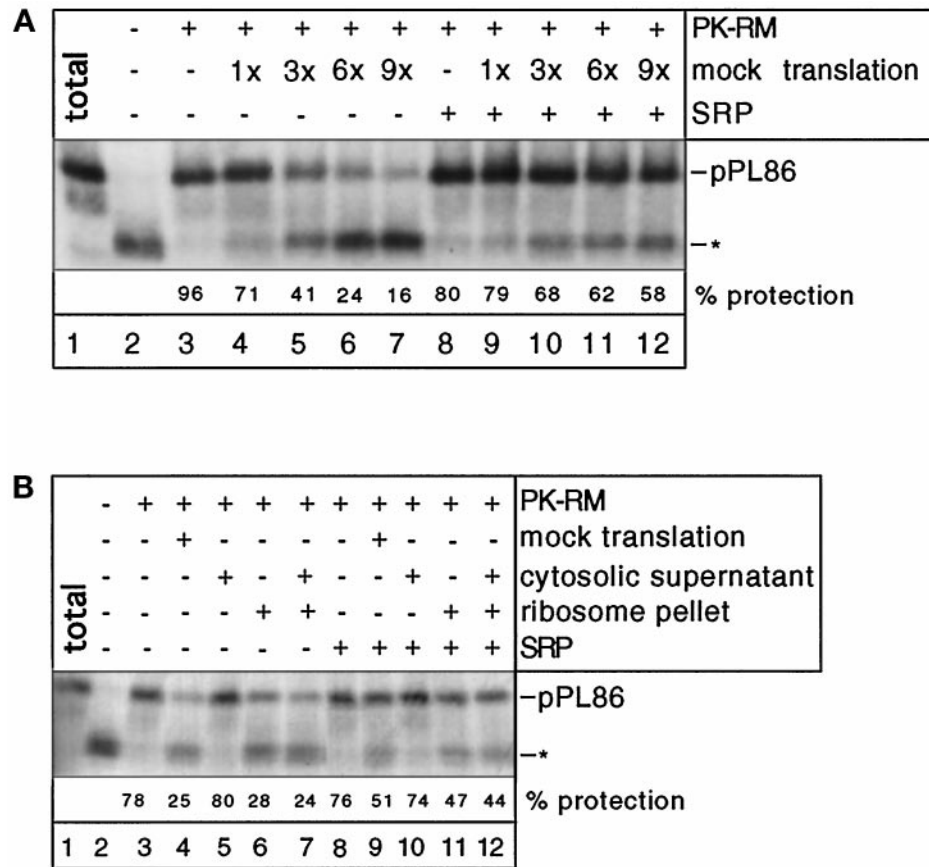 A
total
- + + + + + + + + + + PK-RM
- - 1x 3x 6x 9x - 1x 3x 6x 9x mock translation
- - - - - - + + + + + SRP
-pPL86
-*
96 71 41 24 16 80 79 68 62 58 % protection
1 2 3 4 5 6 7 8 9 10 11 12
B
total
- + + + + + + + + + + PK-RM
- - + - - - - + - - - mock translation
- - - + - + - - + - + cytosolic supernatant
- - - - + + - - - + + ribosome pellet
- - - - - - + + + + + SRP
-pPL86
-*
78 25 80 28 24 76 51 74 47 44 % protection
1 2 3 4 5 6 7 8 9 10 11 12